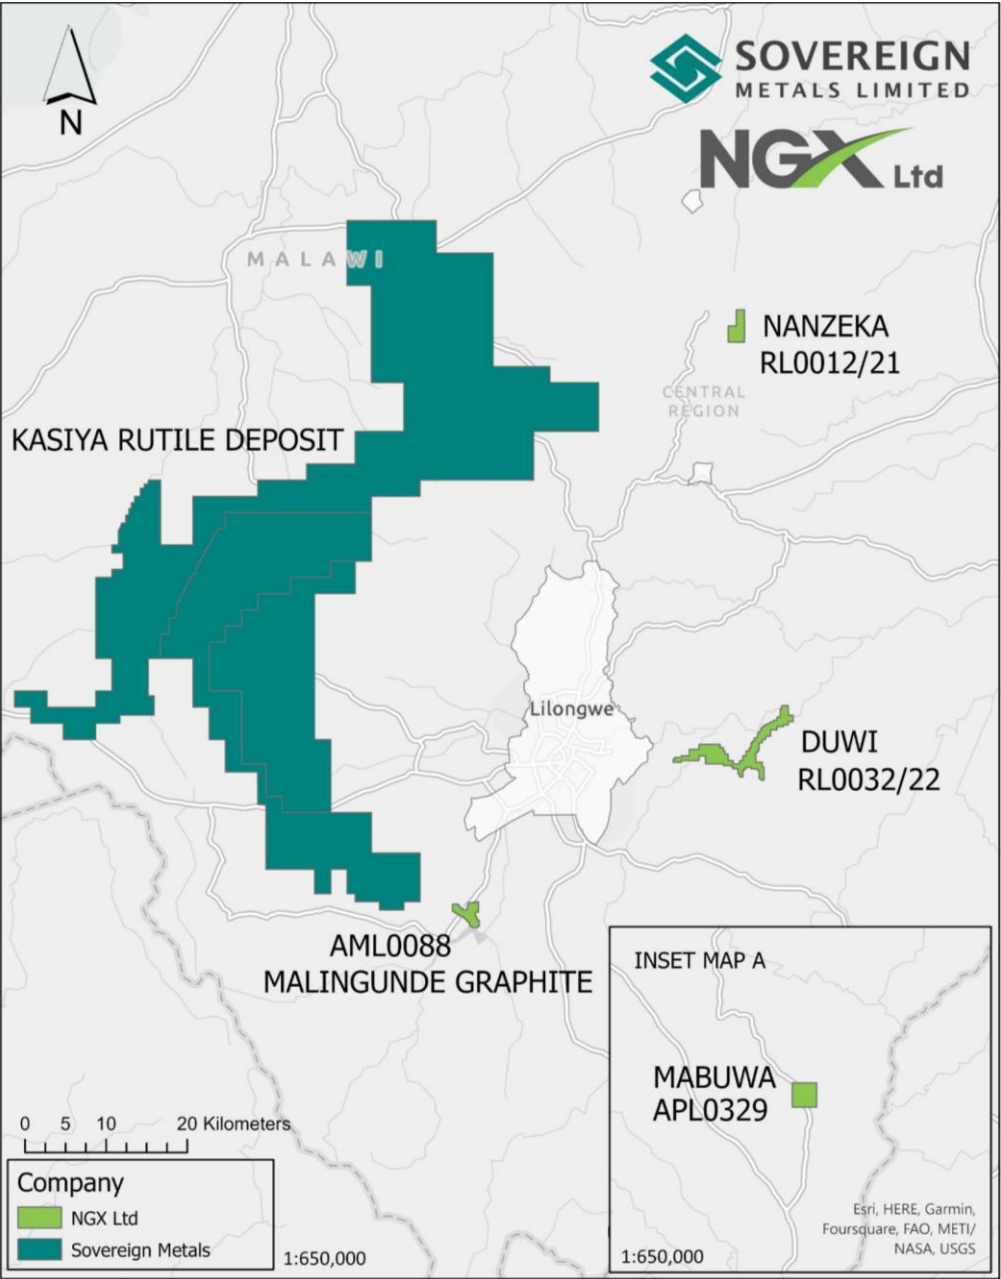 N
SOVEREIGN
METALS LIMITED
NGX Ltd
MALAWI
NANZEKA
RL0012/21
CENTRAL
REGION
KASIYA RUTILE DEPOSIT
Lilongwe
DUWI
RL0032/22
AML0088
MALINGUNDE GRAPHITE
INSET MAP A
MABUWA
APL0329
0 5 10 20 Kilometers
Company
NGX Ltd
Sovereign Metals
1:650,000
1:650,000
Esri, HERE, Garmin,
Foursquare, FAO, METI/
NASA, USGS